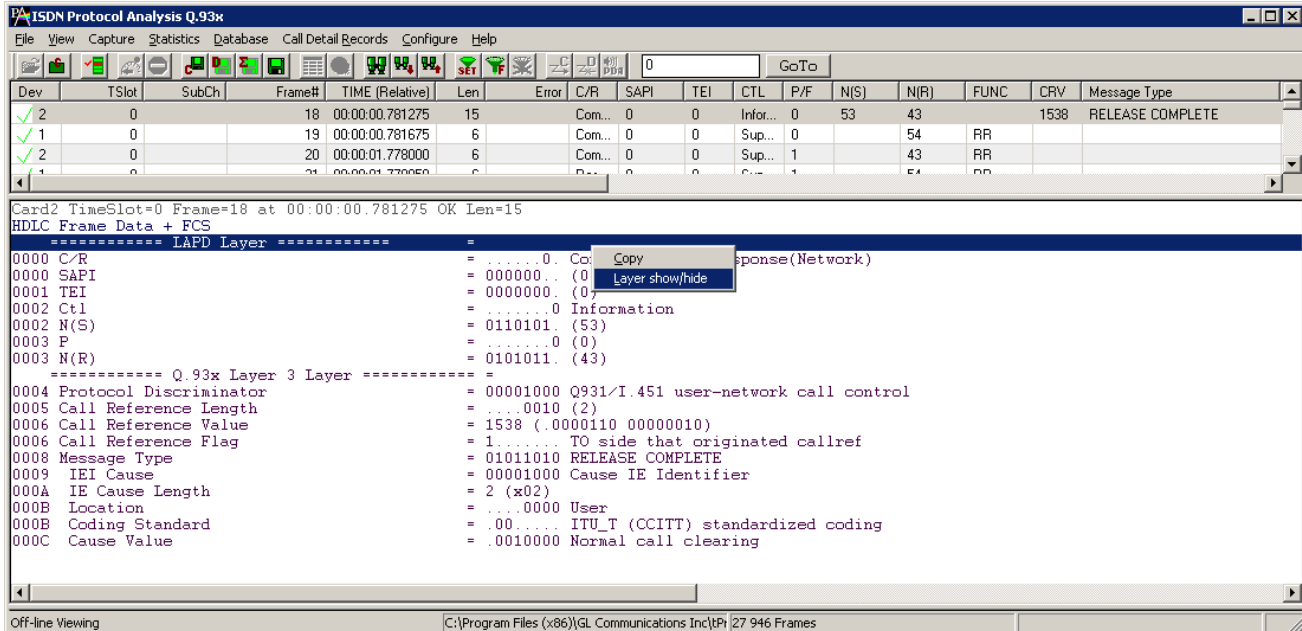 ISDN Protocol Analysis Q.93x
File View Capture Statistics Database Call Detail Records Configure Help
SET 0 GoTo
Dev TSlot SubCh Frame# TIME (Relative) Len Error C/R SAPI TEI CTL P/F N(S) N(R) FUNC CRV Message Type
2 0 18 00:00:00.781275 15 Com... 0 0 Infor... 0 53 43 1538 RELEASE COMPLETE
1 0 19 00:00:00.781675 6 Com... 0 0 Sup... 0 54 RR
2 0 20 00:00:01.778000 6 Com... 0 0 Sup... 1 43 RR
Card2 TimeSlot=0 Frame=18 at 00:00:00.781275 OK Len=15
HDLC Frame Data + FCS
============ LAPD Layer ============ =
0000 C/R = ......0. Co sponse(Network)
Copy
0000 SAPI = 000000.. (0
Layer show/hide
0001 TEI = 0000000. (0)
0002 Ctl = .......0 Information
0002 N(S) = 0110101. (53)
0003 P = .......0 (0)
0003 N(R) = 0101011. (43)
============ Q.93x Layer 3 Layer ============ =
0004 Protocol Discriminator = 00001000 Q931/I.451 user-network call control
0005 Call Reference Length = ....0010 (2)
0006 Call Reference Value = 1538 (.0000110 00000010)
0006 Call Reference Flag = 1....... TO side that originated callref
0008 Message Type = 01011010 RELEASE COMPLETE
0009 IEI Cause = 00001000 Cause IE Identifier
000A IE Cause Length = 2 (x02)
000B Location = ....0000 User
000B Coding Standard = .00..... ITU_T (CCITT) standardized coding
000C Cause Value = .0010000 Normal call clearing
Off-line Viewing C:\Program Files (x86)\GL Communications Inc\tPr 27 946 Frames